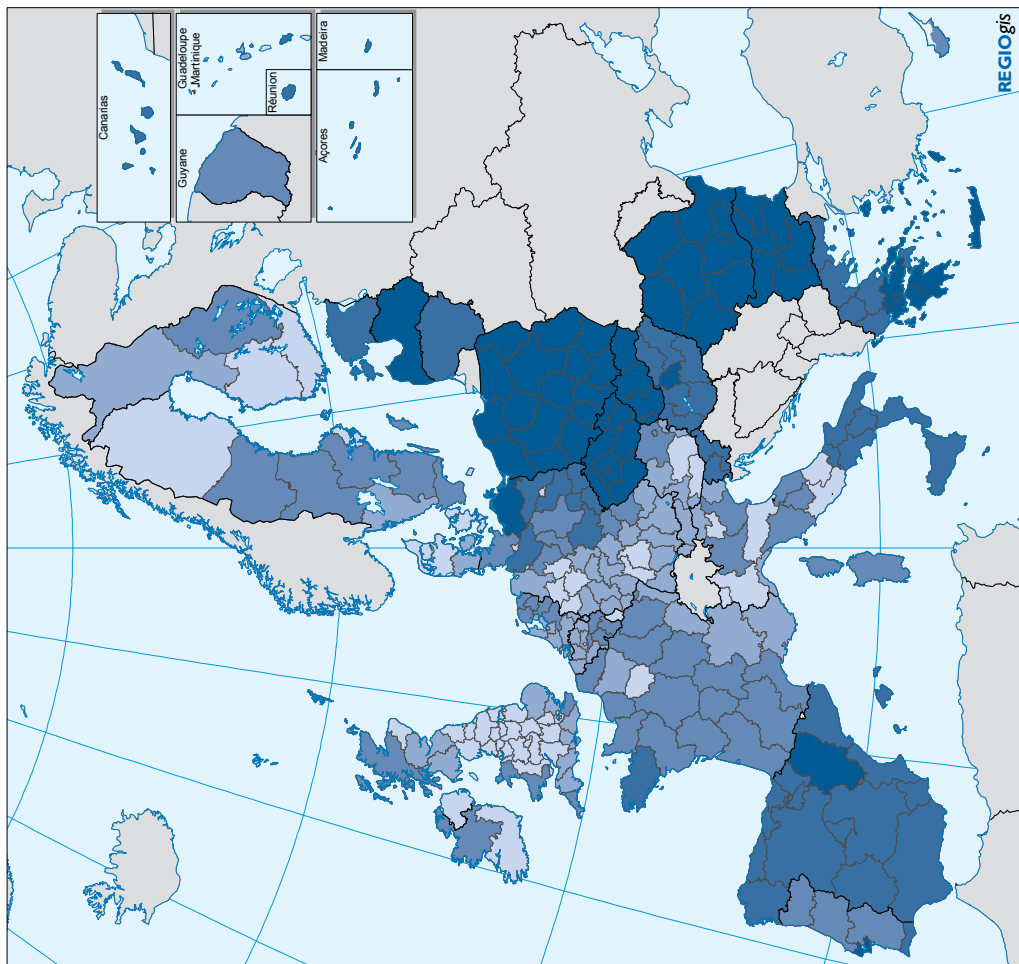 Canarias
Guyane
Guadeloupe
Martinique
Réunion
Açores
Madeira
REGIOgis